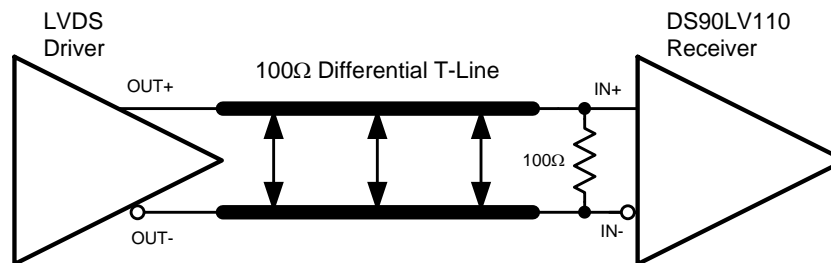 LVDS
Driver
DS90LV110
Receiver
100Ω Differential T-Line
OUT+
IN+
100Ω
OUT-
IN-